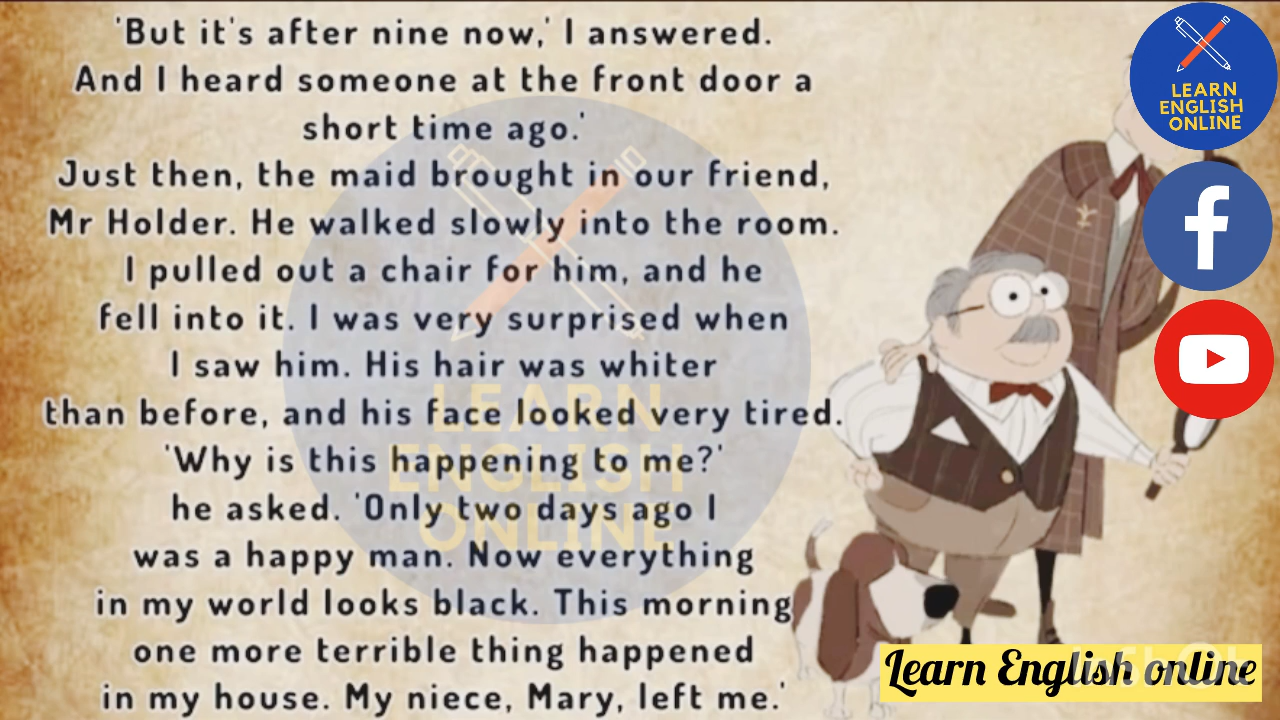 'But it's after nine now,' I answered.
And I heard someone at the front door a
short time ago.'
Just then, the maid brought in our friend,
Mr Holder. He walked slowly into the room.
I pulled out a chair for him, and he
fell into it. I was very surprised when
I saw him. His hair was whiter
than before, and his face looked very tired.
'Why is this happening to me?'
he asked. 'Only two days ago I
was a happy man. Now everything
in my world looks black. This morning
one more terrible thing happened
in my house. My niece, Mary, left me.'
LEARN
ENGLISH
ONLINE
LEARN
ENGLISH
ONLINE
f
Learn English online